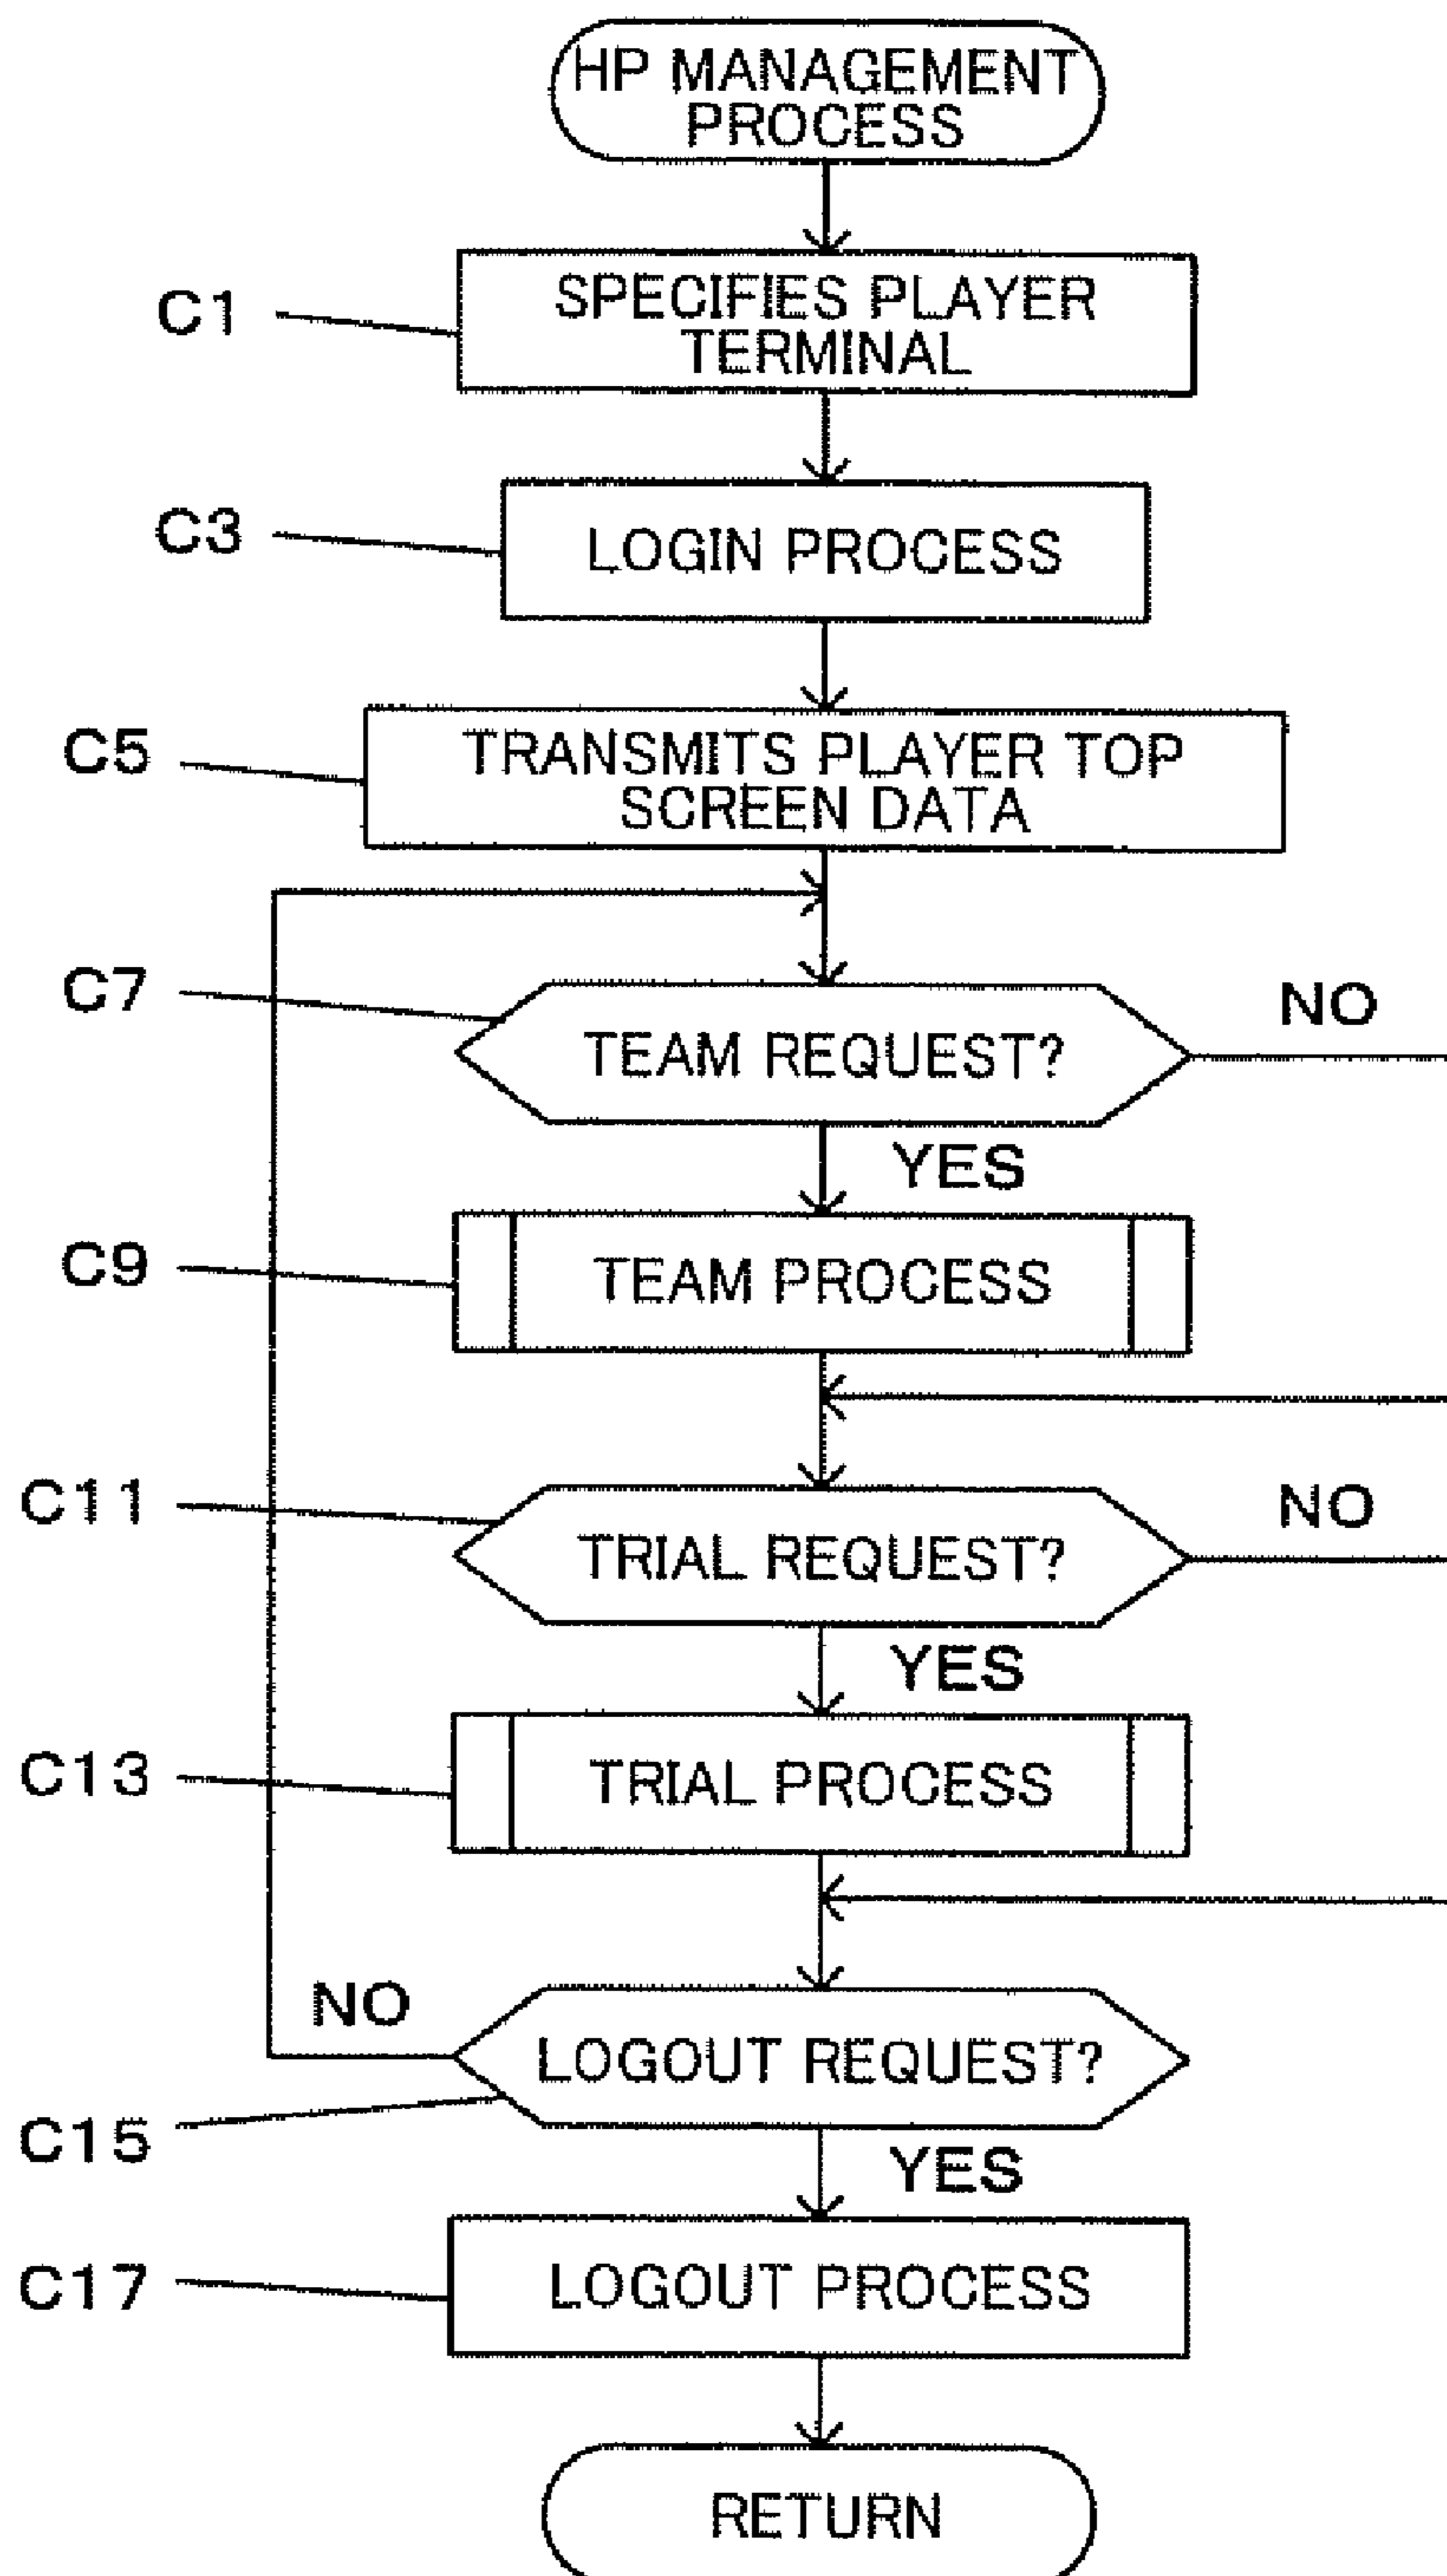 HP MANAGEMENT
PROCESS
C1
SPECIFIES PLAYER
TERMINAL
C3
LOGIN PROCESS
C5
TRANSMITS PLAYER TOP
SCREEN DATA
C7
TEAM REQUEST?
NO
YES
C9
TEAM PROCESS
C11
TRIAL REQUEST?
NO
YES
C13
TRIAL PROCESS
NO
LOGOUT REQUEST?
C15
YES
C17
LOGOUT PROCESS
RETURN